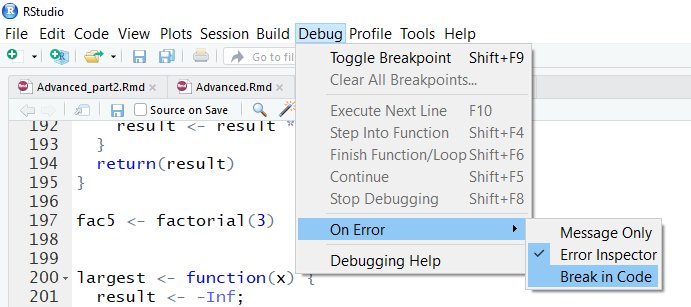 RStudio
File Edit Code View Plots Session Build Debug Profile Tools Help
Go to fi
Toggle Breakpoint Shift+F9
Clear All Breakpoints...
Advanced_part2.Rmd × Advanced.Rmd
Source on Save
Execute Next Line F10
Step Into Function Shift+F4
Finish Function/Loop Shift+F6
Continue Shift+F5
Stop Debugging Shift+F8
On Error
Debugging Help
Message Only
Error Inspector
Break in Code
192 result <- result *
193 }
194 return(result)
195 }
196
197 fac5 <- factorial(3)
198
199
200 largest <- function(x) {
201 result <- -Inf;